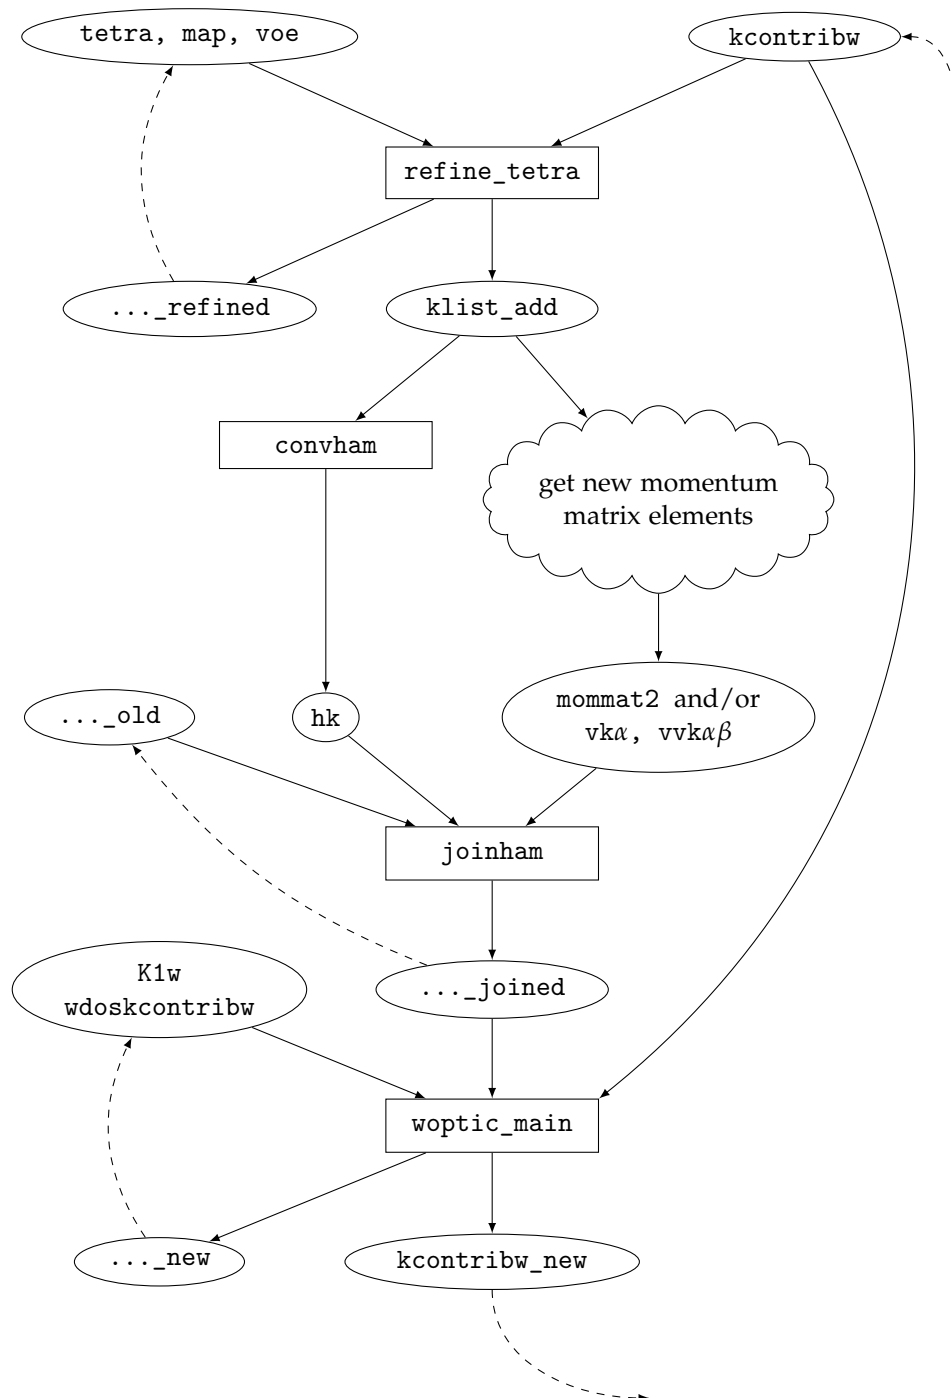 tetra, map, voe
kcontribw
refine_tetra
..._refined
klist_add
convham
get new momentum
matrix elements
..._old
hk
mommat2 and/or
vkα, vvkαβ
joinham
K1w
wdoskcontribw
..._joined
woptic_main
..._new
kcontribw_new